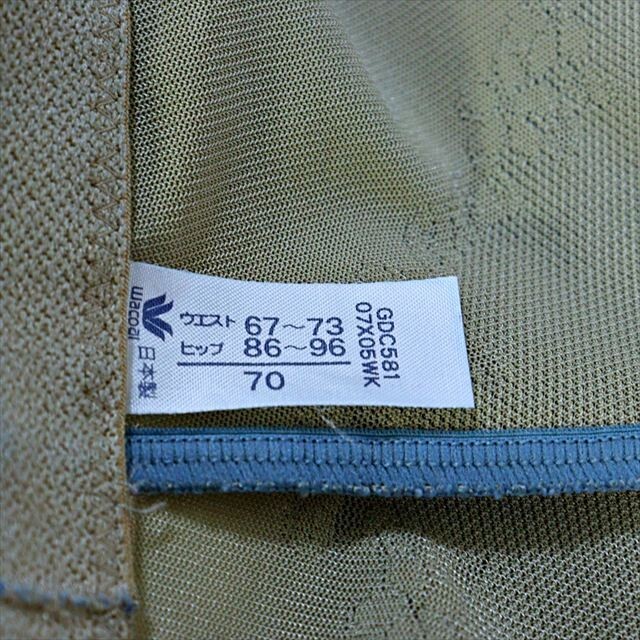 wacoal
日本製
ウエスト 67～73
ヒップ 86～96
70
GDC581
07X05WK